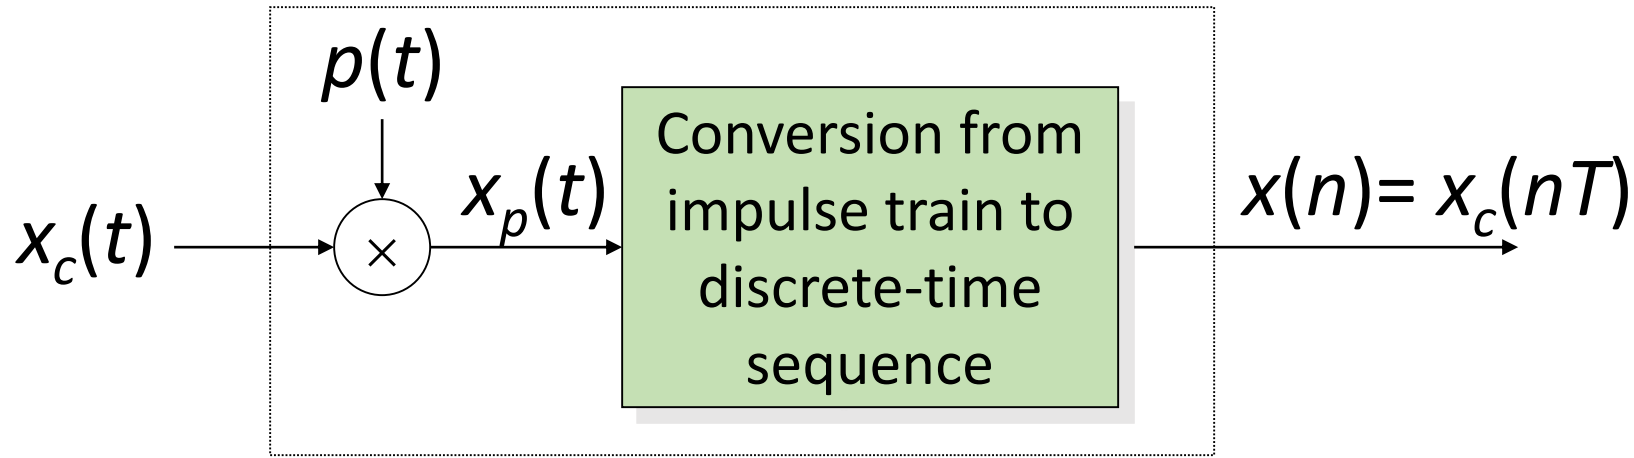 p(t)
x_c(t)
×
x_p(t)
Conversion from
impulse train to
discrete-time
sequence
x(n)= x_c(nT)